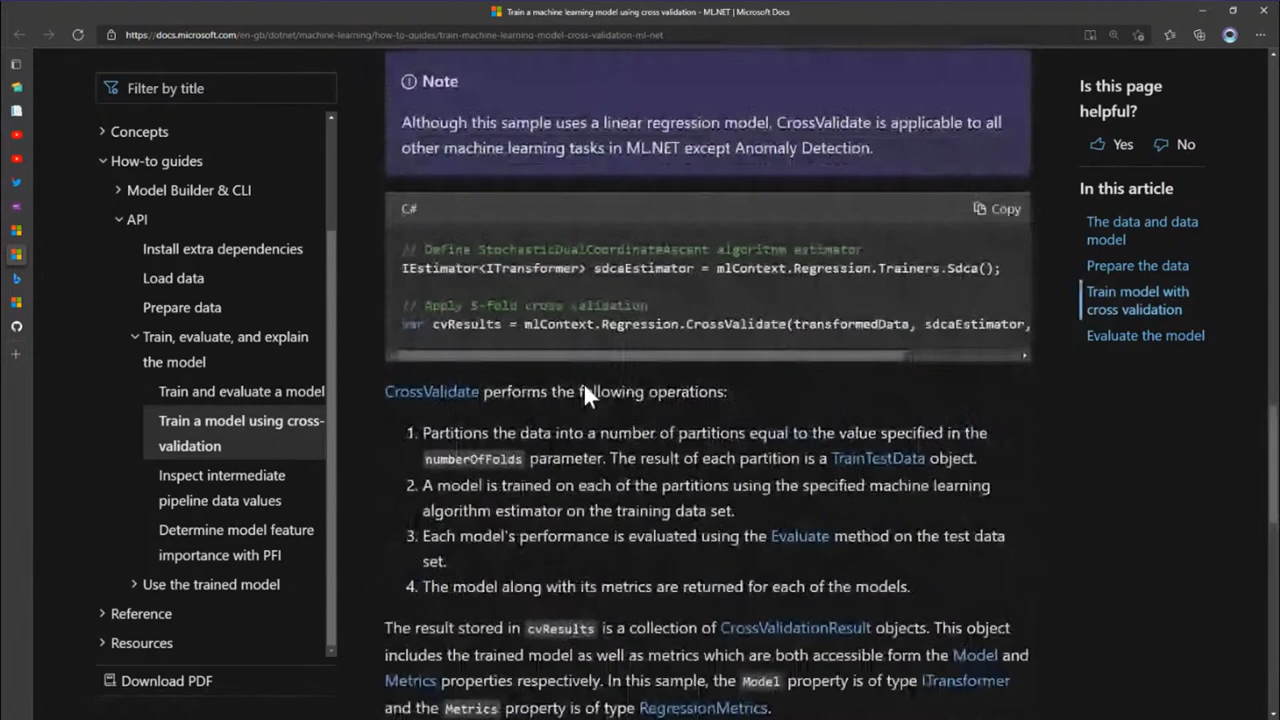 Train a machine learning model using cross validation - ML.NET | Microsoft Docs
https://docs.microsoft.com/en-gb/dotnet/machine-learning/how-to-guides/train-machine-learning-model-cross-validation-ml-net
Filter by title
Concepts
How-to guides
Model Builder & CLI
API
Install extra dependencies
Load data
Prepare data
Train, evaluate, and explain
the model
Train and evaluate a model
Train a model using cross-
validation
Inspect intermediate
pipeline data values
Determine model feature
importance with PFI
Use the trained model
Reference
Resources
Download PDF
Note
Although this sample uses a linear regression model, CrossValidate is applicable to all
other machine learning tasks in ML.NET except Anomaly Detection.
C#
Copy
// Define StochasticDualCoordinateAscent algorithm estimator
IEstimator<ITransformer> sdcaEstimator = mlContext.Regression.Trainers.Sdca();
// Apply 5-fold cross validation
var cvResults = mlContext.Regression.CrossValidate(transformedData, sdcaEstimator,
CrossValidate performs the following operations:
1. Partitions the data into a number of partitions equal to the value specified in the
numberOfFolds parameter. The result of each partition is a TrainTestData object.
2. A model is trained on each of the partitions using the specified machine learning
algorithm estimator on the training data set.
3. Each model's performance is evaluated using the Evaluate method on the test data
set.
4. The model along with its metrics are returned for each of the models.
The result stored in cvResults is a collection of CrossValidationResult objects. This object
includes the trained model as well as metrics which are both accessible form the Model and
Metrics properties respectively. In this sample, the Model property is of type ITransformer
and the Metrics property is of type RegressionMetrics.
Is this page
helpful?
Yes
No
In this article
The data and data
model
Prepare the data
Train model with
cross validation
Evaluate the model